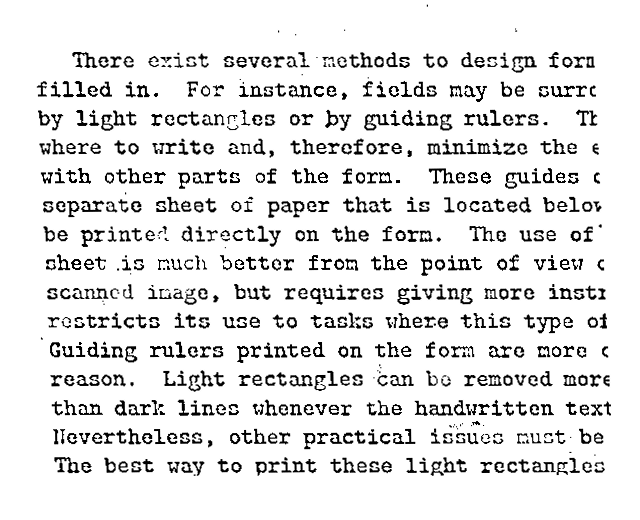 There exist several methods to design form
filled in. For instance, fields may be surro
by light rectangles or by guiding rulers. Th
where to write and, therefore, minimize the
with other parts of the form. These guides
separate sheet of paper that is located below
be printed directly on the form. The use of
sheet is much better from the point of view
scanned image, but requires giving more instr
restricts its use to tasks where this type of
Guiding rulers printed on the form are more
reason. Light rectangles can be removed more
than dark lines whenever the handwritten text
Nevertheless, other practical issues must be
The best way to print these light rectangles